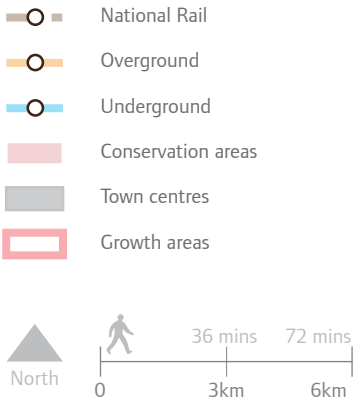 National Rail
Overground
Underground
Conservation areas
Town centres
Growth areas
36 mins 72 mins
North
0 3km 6km